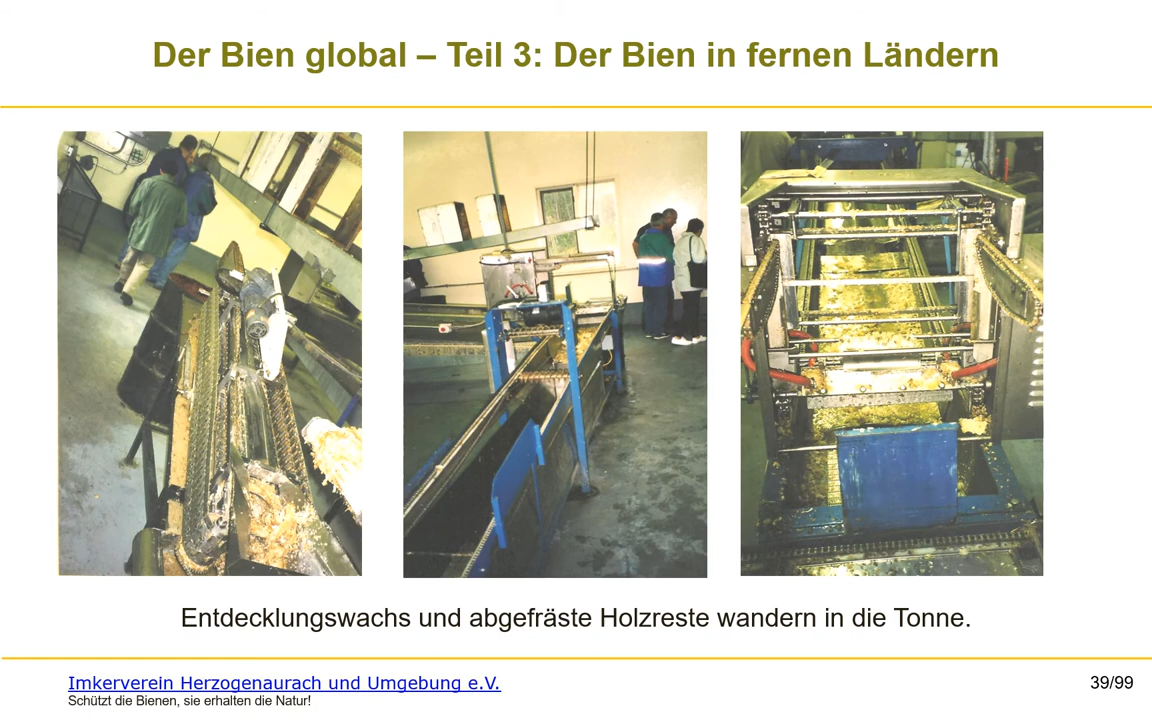 Der Bien global – Teil 3: Der Bien in fernen Ländern
Entdecklungswachs und abgefräste Holzreste wandern in die Tonne.
Imkerverein Herzogenaurach und Umgebung e.V.
39/99
Schützt die Bienen, sie erhalten die Natur!